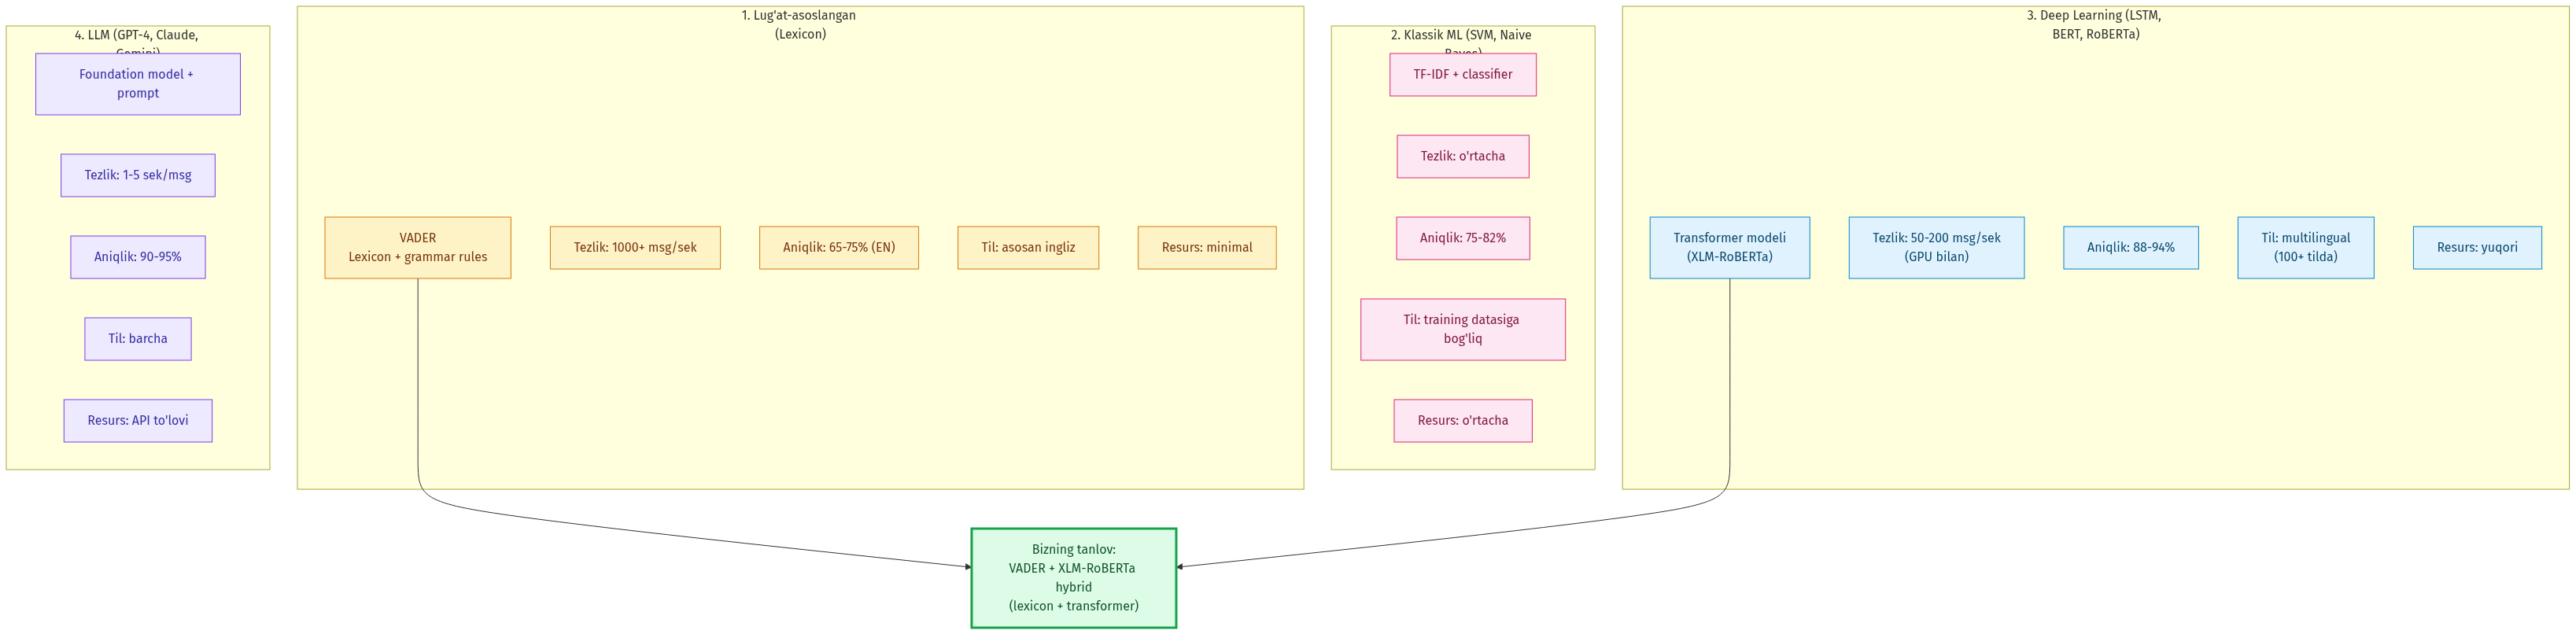 4. LLM (GPT-4, Claude,
Gemini)
Foundation model +
prompt
Tezlik: 1-5 sek/msg
Aniqlik: 90-95%
Til: barcha
Resurs: API to'lovi
1. Lug'at-asoslangan
(Lexicon)
VADER
Lexicon + grammar rules
Tezlik: 1000+ msg/sek
Aniqlik: 65-75% (EN)
Til: asosan ingliz
Resurs: minimal
2. Klassik ML (SVM, Naive
Bayes)
TF-IDF + classifier
Tezlik: o'rtacha
Aniqlik: 75-82%
Til: training datasiga
bog'liq
Resurs: o'rtacha
3. Deep Learning (LSTM,
BERT, RoBERTa)
Transformer modeli
(XLM-RoBERTa)
Tezlik: 50-200 msg/sek
(GPU bilan)
Aniqlik: 88-94%
Til: multilingual
(100+ tilda)
Resurs: yuqori
Bizning tanlov:
VADER + XLM-RoBERTa
hybrid
(lexicon + transformer)